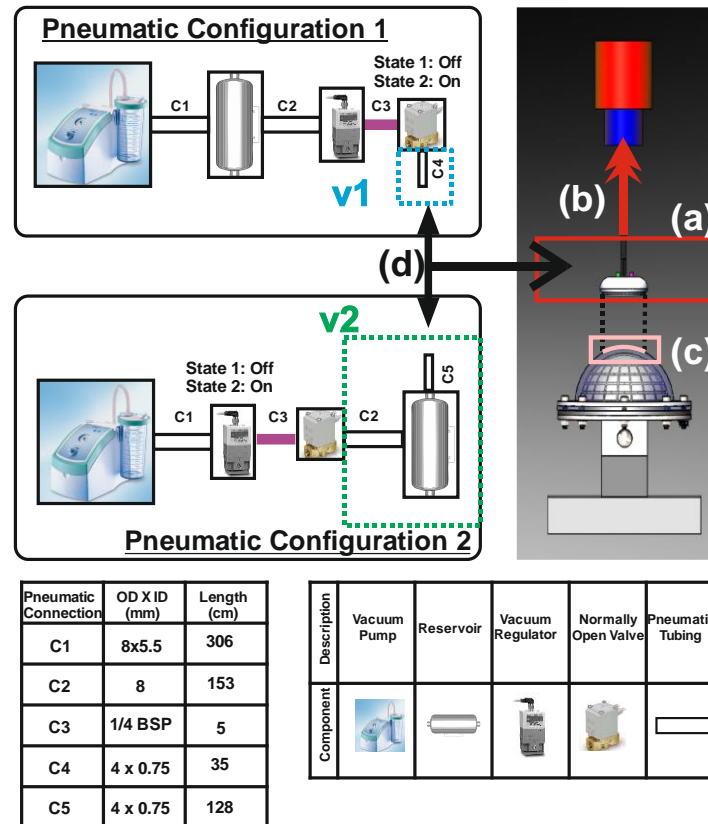 Pneumatic Configuration 1
State 1: Off
State 2: On
C1
C2
C3
C4
v1
(d)
(b)
(a)
(c)
v2
State 1: Off
State 2: On
C1
C3
C2
C5
Pneumatic Configuration 2
Pneumatic Connection OD X ID (mm) Length (cm)
C1 8x5.5 306
C2 8 153
C3 1/4 BSP 5
C4 4 x 0.75 35
C5 4 x 0.75 128
Description Vacuum Pump Reservoir Vacuum Regulator Normally Open Valve Pneumati Tubing
Component